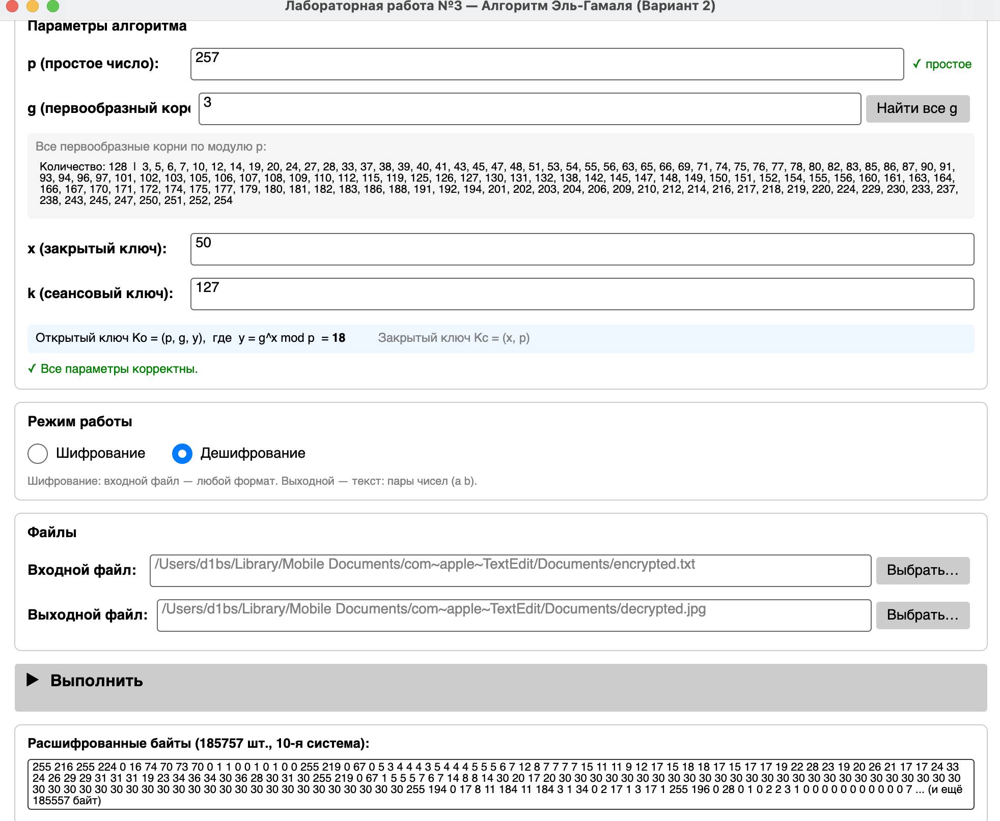 Лабораторная работа №3 — Алгоритм Эль-Гамаля (Вариант 2)
Параметры алгоритма
p (простое число):
257
✓ простое
g (первообразный коре
3
Найти все g
Все первообразные корни по модулю p:
Количество: 128 | 3, 5, 6, 7, 10, 12, 14, 19, 20, 24, 27, 28, 33, 37, 38, 39, 40, 41, 43, 45, 47, 48, 51, 53, 54, 55, 56, 63, 65, 66, 69, 71, 74, 75, 76, 77, 78, 80, 82, 83, 85, 86, 87, 90, 91,
93, 94, 96, 97, 101, 102, 103, 105, 106, 107, 108, 109, 110, 112, 115, 119, 125, 126, 127, 130, 131, 132, 138, 142, 145, 147, 148, 149, 150, 151, 152, 154, 155, 156, 160, 161, 163, 164,
166, 167, 170, 171, 172, 174, 175, 177, 179, 180, 181, 182, 183, 186, 188, 191, 192, 194, 201, 202, 203, 204, 206, 209, 210, 212, 214, 216, 217, 218, 219, 220, 224, 229, 230, 233, 237,
238, 243, 245, 247, 250, 251, 252, 254
x (закрытый ключ):
50
k (сеансовый ключ):
127
Открытый ключ Ko = (p, g, y), где y = g^x mod p = 18 Закрытый ключ Kc = (x, p)
✓ Все параметры корректны.
Режим работы
Шифрование Дешифрование
Шифрование: входной файл — любой формат. Выходной — текст: пары чисел (a b).
Файлы
Входной файл:
/Users/d1bs/Library/Mobile Documents/com~apple~TextEdit/Documents/encrypted.txt
Выбрать...
Выходной файл:
/Users/d1bs/Library/Mobile Documents/com~apple~TextEdit/Documents/decrypted.jpg
Выбрать...
▶ Выполнить
Расшифрованные байты (185757 шт., 10-я система):
255 216 255 224 0 16 74 70 73 70 0 1 1 0 0 1 0 1 0 0 255 219 0 67 0 5 3 4 4 4 3 5 4 4 4 5 5 5 6 7 12 8 7 7 7 7 15 11 11 9 12 17 15 18 18 17 15 17 17 19 22 28 23 19 20 26 21 17 17 24 33
24 26 29 29 31 31 31 19 23 34 36 34 30 36 28 30 31 30 255 219 0 67 1 5 5 5 7 6 7 14 8 8 14 30 20 17 20 30 30 30 30 30 30 30 30 30 30 30 30 30 30 30 30 30 30 30 30 30 30 30 30 30 30
30 30 30 30 30 30 30 30 30 30 30 30 30 30 30 30 30 30 30 30 30 30 30 30 255 194 0 17 8 11 184 11 184 3 1 34 0 2 17 1 3 17 1 255 196 0 28 0 1 0 2 2 3 1 0 0 0 0 0 0 0 0 0 0 0 7 ... (и ещё
185557 байт)